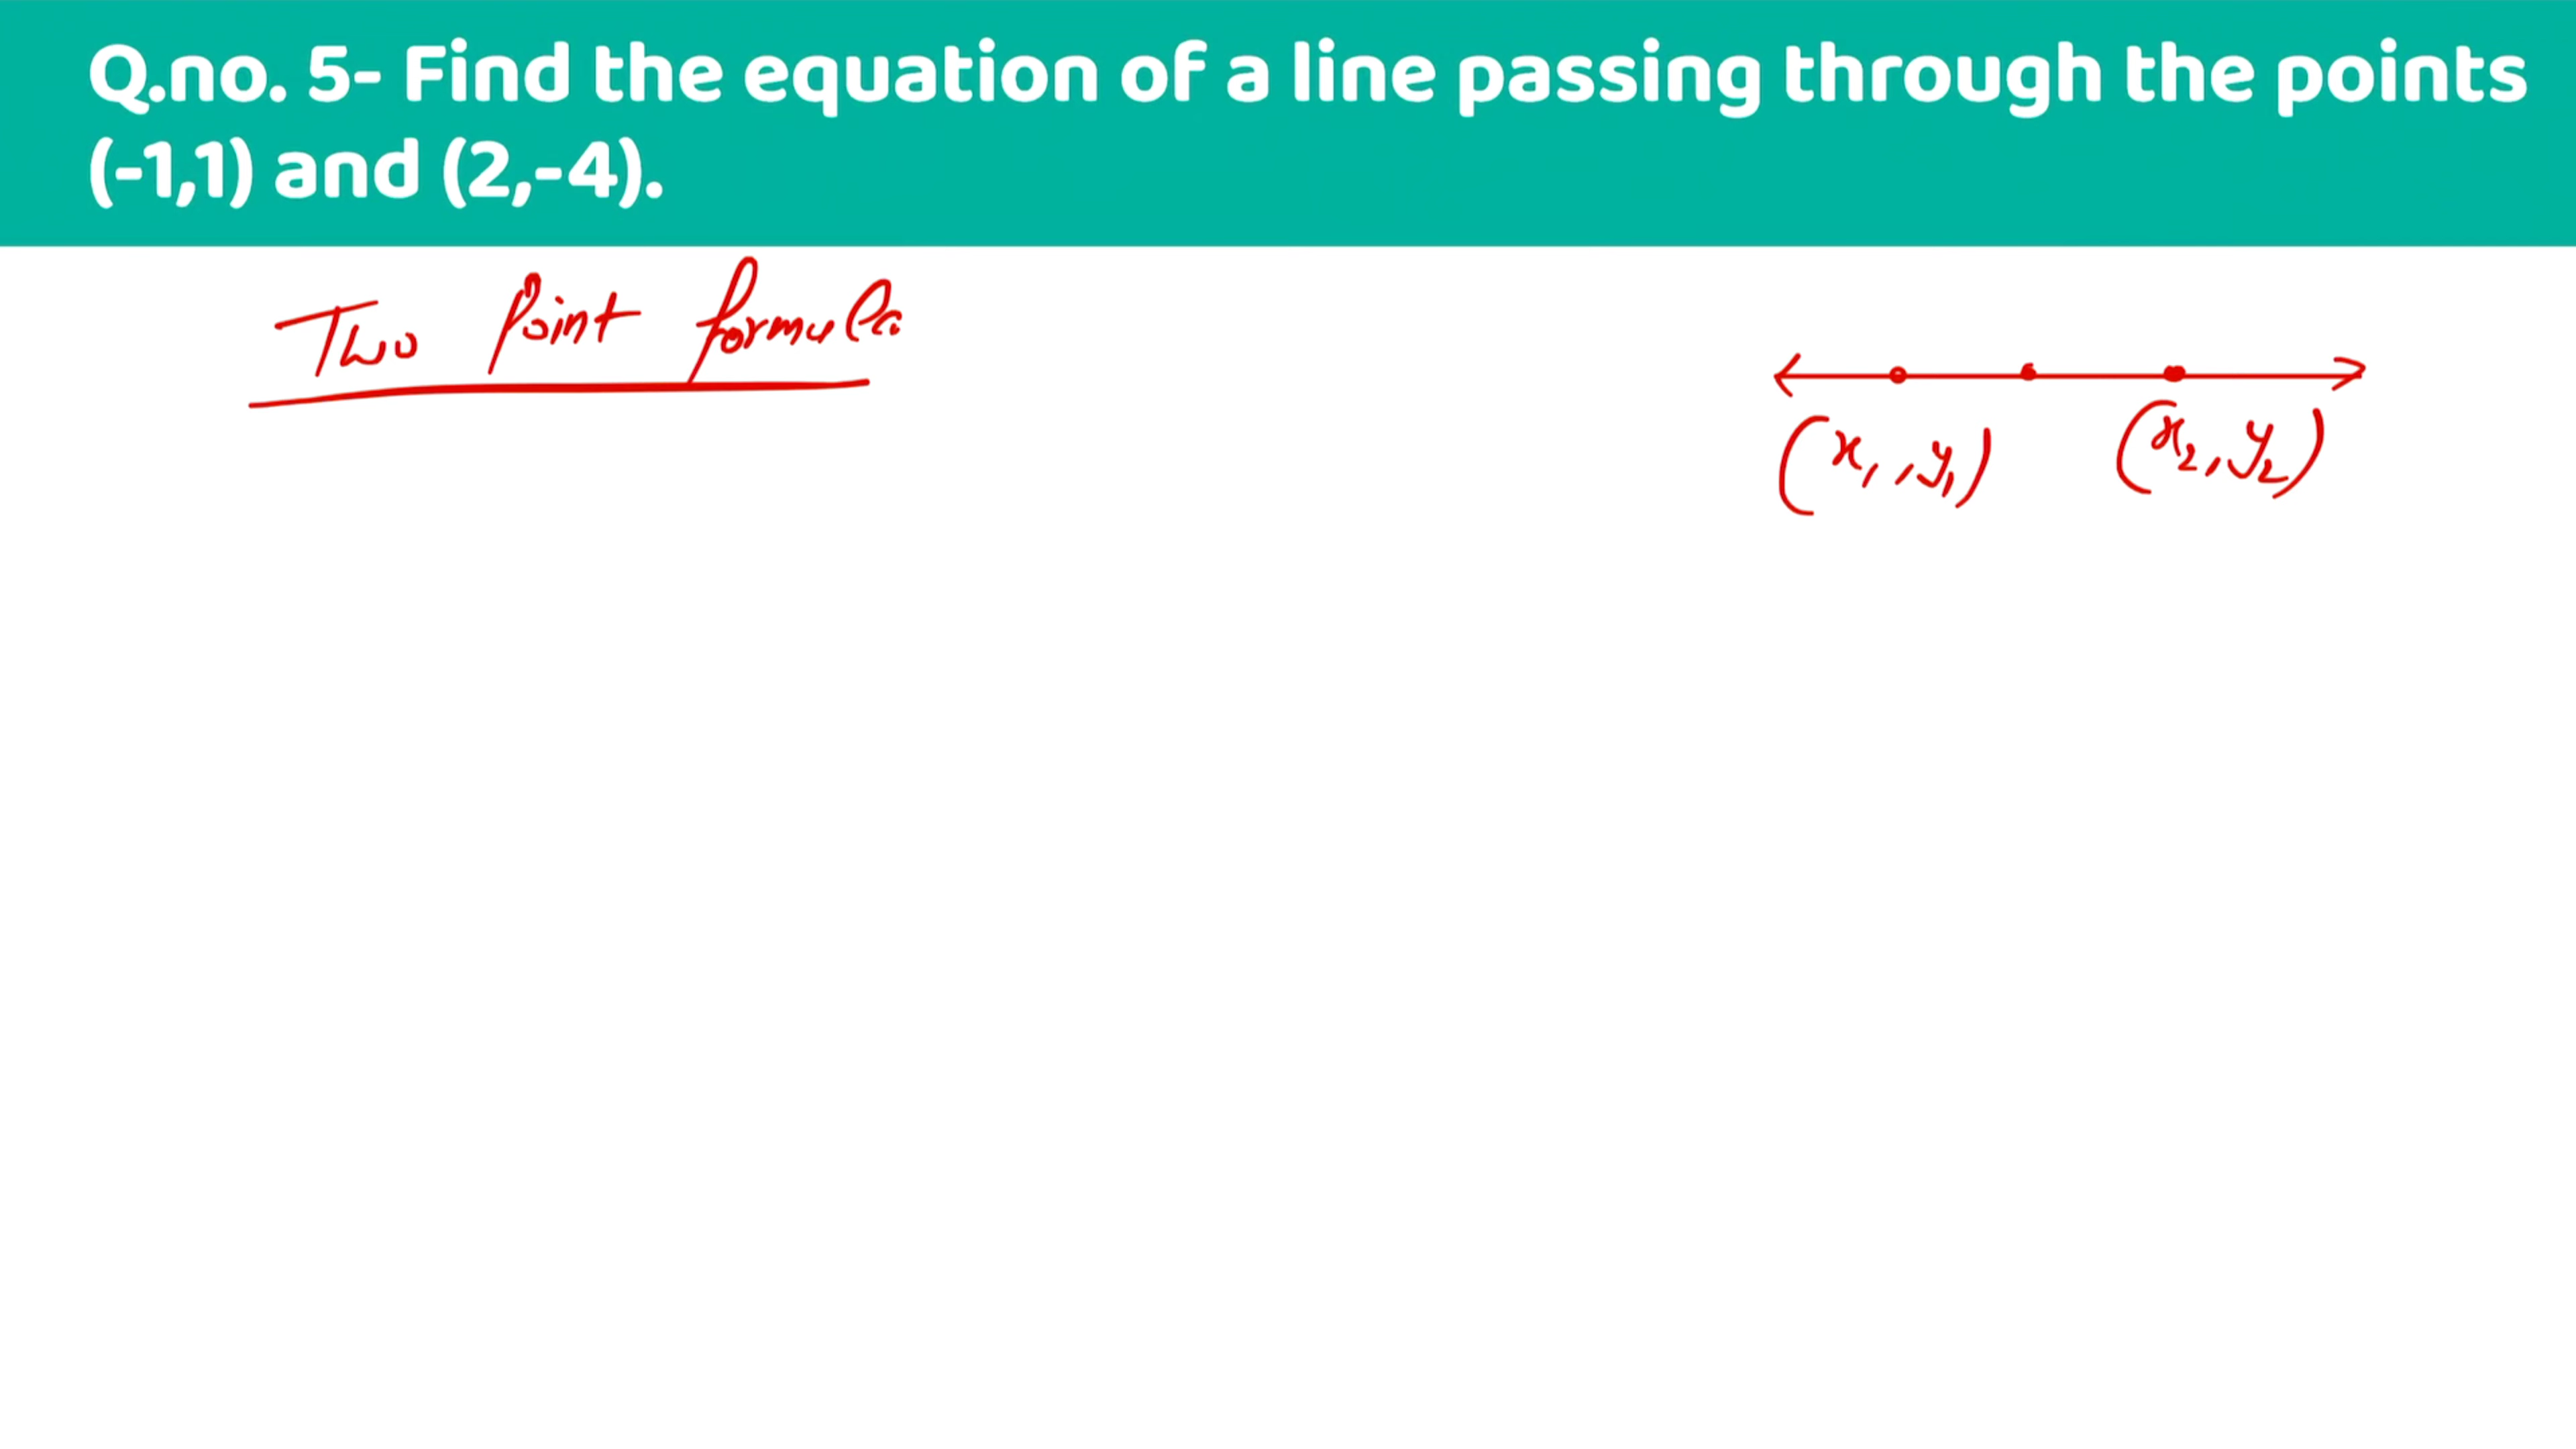 Q.no. 5- Find the equation of a line passing through the points
(-1,1) and (2,-4).
Two Point formula
(x₁,y₁) (x₂,y₂)